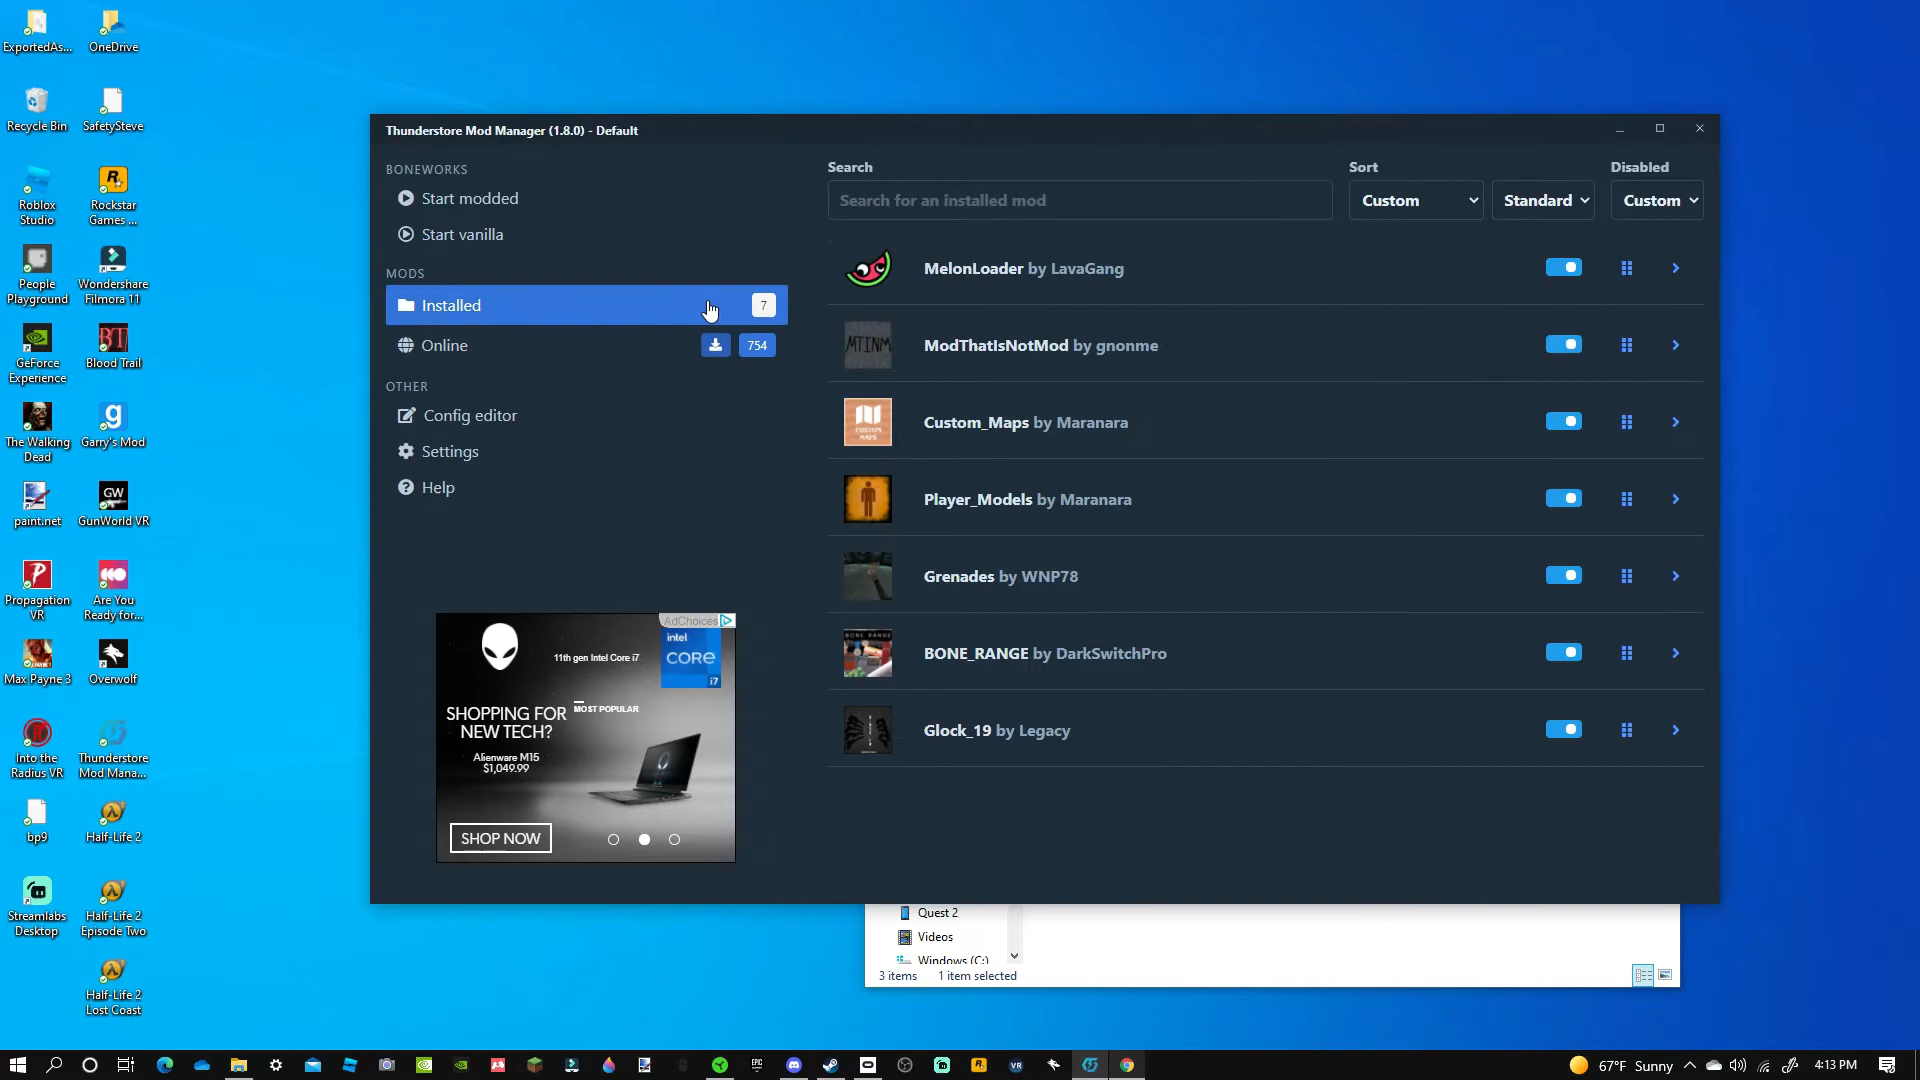 ExportedAs...
OneDrive
Recycle Bin
SafetySteve
Roblox
Studio
Rockstar
Games ...
People
Playground
Wondershare
Filmora 11
GeForce
Experience
Blood Trail
The Walking
Dead
Garry's Mod
paint.net
GunWorld VR
Propagation
VR
Are You
Ready for...
Max Payne 3
Overwolf
Into the
Radius VR
Thunderstore
Mod Mana...
bp9
Half-Life 2
Streamlabs
Desktop
Half-Life 2
Episode Two
Half-Life 2
Lost Coast
Thunderstore Mod Manager (1.8.0) - Default
BONEWORKS
Start modded
Start vanilla
MODS
Installed 7
Online 754
OTHER
Config editor
Settings
Help
AdChoices
11th gen Intel Core i7
intel
CORE
i7
SHOPPING FOR
NEW TECH?
MOST POPULAR
Alienware M15
$1,049.99
SHOP NOW
Search
Sort
Disabled
Search for an installed mod
Custom
Standard
Custom
MelonLoader by LavaGang
MTINM
ModThatIsNotMod by gnonme
CUSTOM
MAPS
Custom_Maps by Maranara
Player_Models by Maranara
Grenades by WNP78
BONE RANGE
BONE_RANGE by DarkSwitchPro
Glock_19 by Legacy
Quest 2
Videos
Windows (C:)
3 items
1 item selected
67°F Sunny
4:13 PM